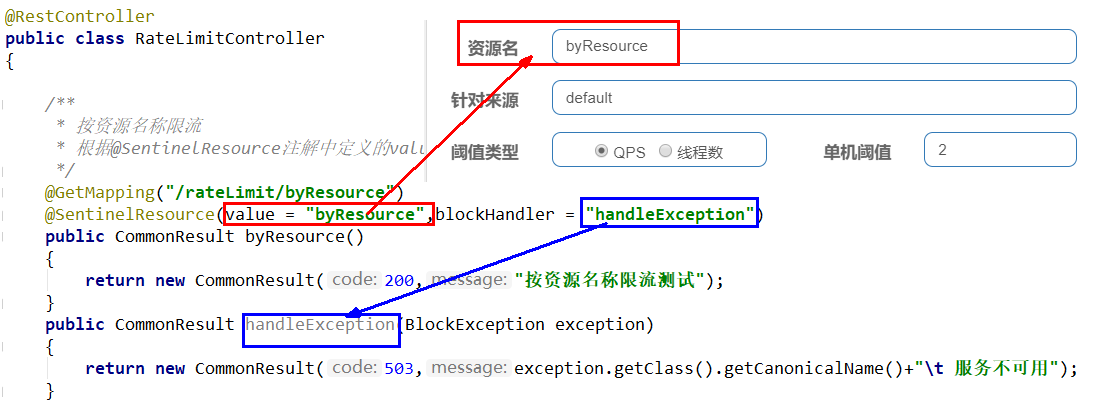 @RestController
public class RateLimitController
{
资源名 byResource
针对来源 default
阈值类型 QPS 线程数 单机阈值 2
/**
* 按资源名称限流
* 根据@SentinelResource注解中定义的valu
*/
@GetMapping("/rateLimit/byResource")
@SentinelResource(value = "byResource",blockHandler = "handleException")
public CommonResult byResource()
{
return new CommonResult( code: 200, message: "按资源名称限流测试");
}
public CommonResult handleException(BlockException exception)
{
return new CommonResult( code: 503, message: exception.getClass().getCanonicalName()+"\t 服务不可用");
}